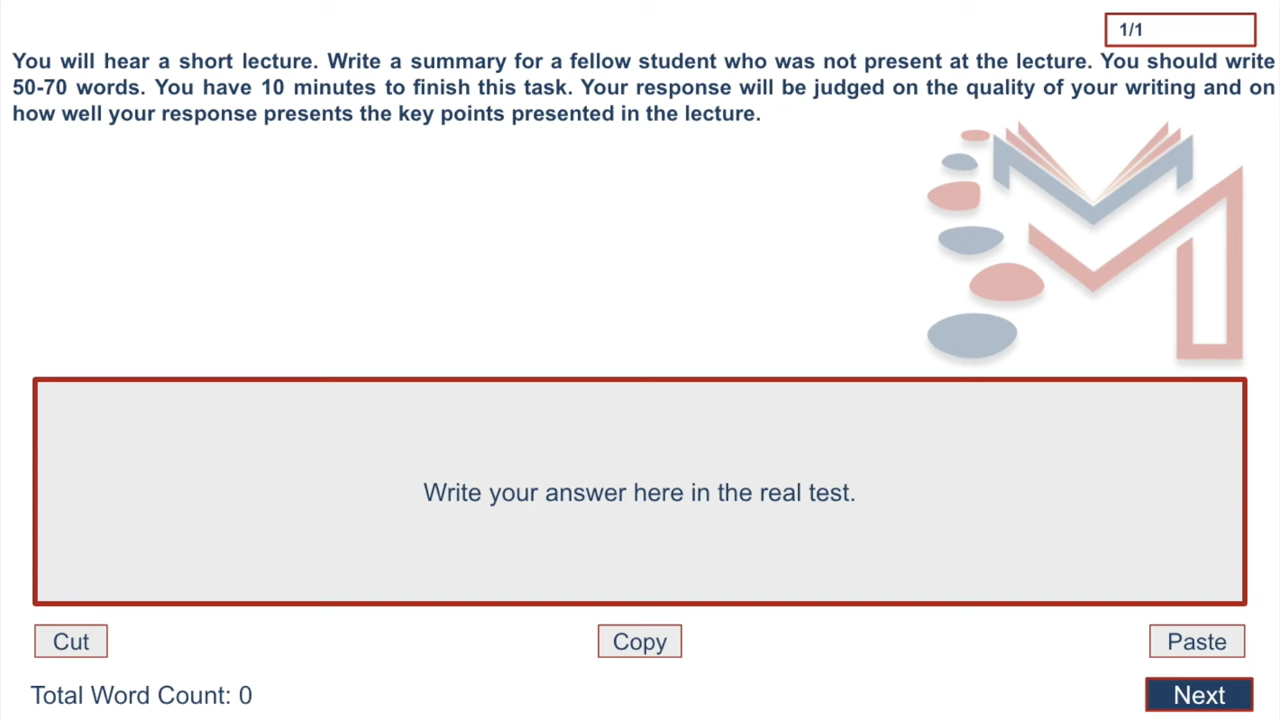 1/1
You will hear a short lecture. Write a summary for a fellow student who was not present at the lecture. You should write
50-70 words. You have 10 minutes to finish this task. Your response will be judged on the quality of your writing and on
how well your response presents the key points presented in the lecture.
Write your answer here in the real test.
Cut
Copy
Paste
Total Word Count: 0
Next